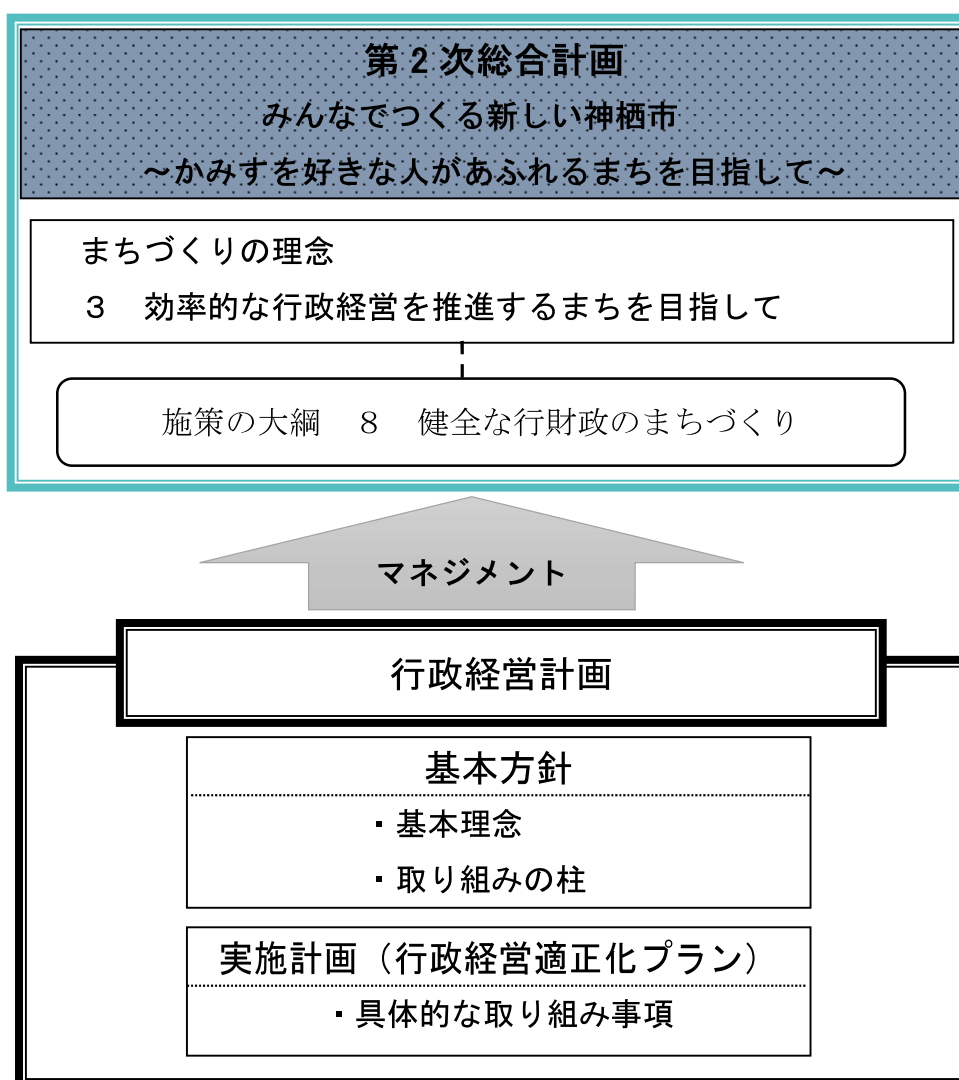 第２次総合計画
みんなでつくる新しい神栖市
～かみすを好きな人があふれるまちを目指して～
まちづくりの理念
３　効率的な行政経営を推進するまちを目指して
施策の大綱　８　健全な行財政のまちづくり
マネジメント
行政経営計画
基本方針
・基本理念
・取り組みの柱
実施計画（行政経営適正化プラン）
・具体的な取り組み事項